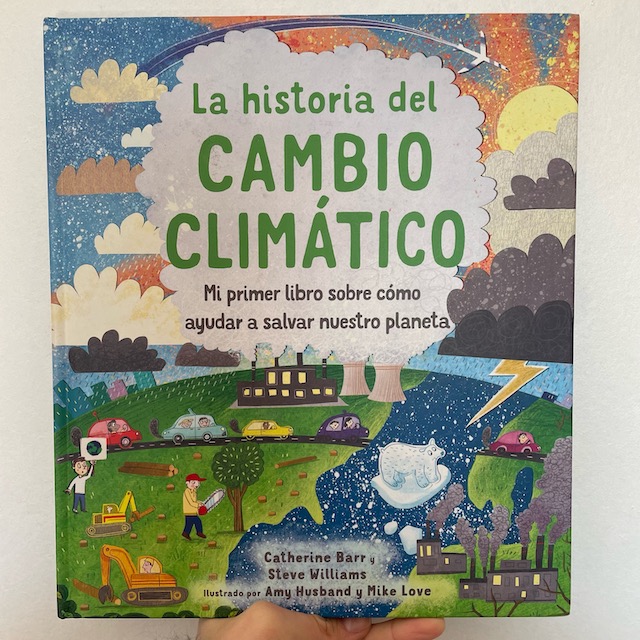 La historia del
CAMBIO
CLIMÁTICO
Mi primer libro sobre cómo
ayudar a salvar nuestro planeta
Catherine Barr y
Steve Williams
Ilustrado por Amy Husband y Mike Love